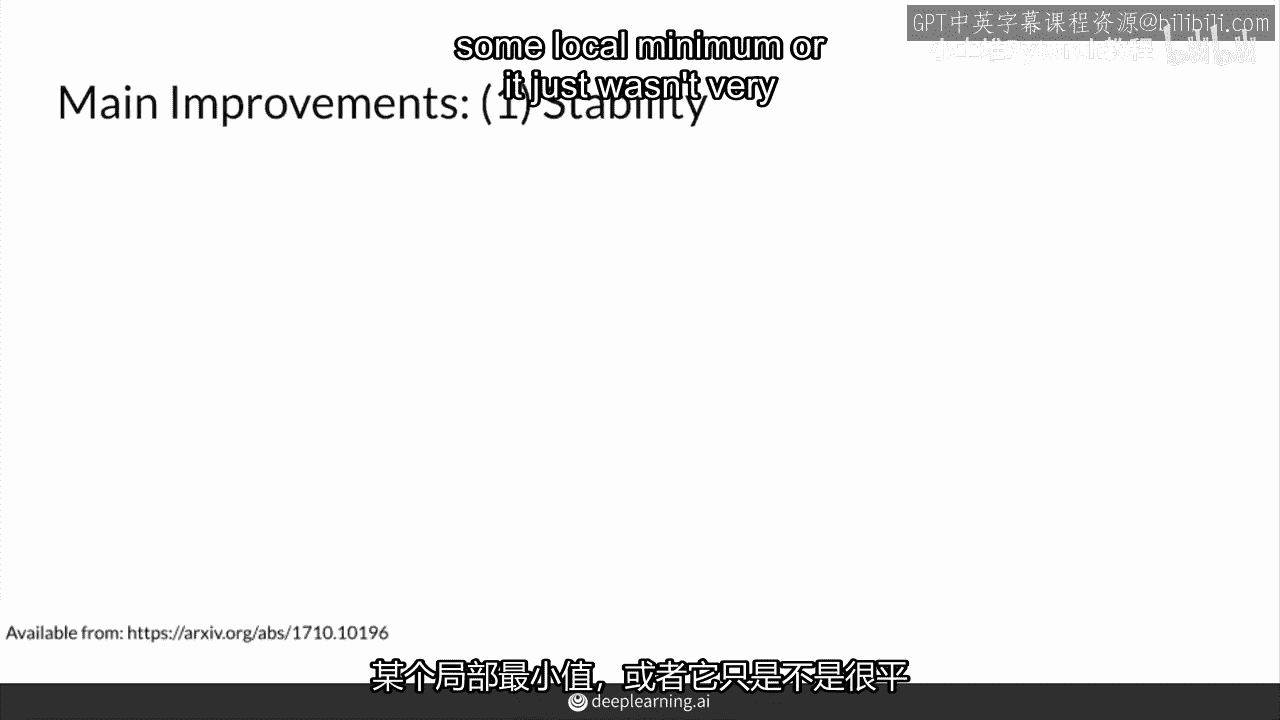 GPT中英字幕课程资源@bilibili.com
some local minimum or
it just wasn't very
Main Improvements: (1) Stability
Available from: https://arxiv.org/abs/1710.10196
某个局部最小值，或者它只是不是很平
deeplearning.ai